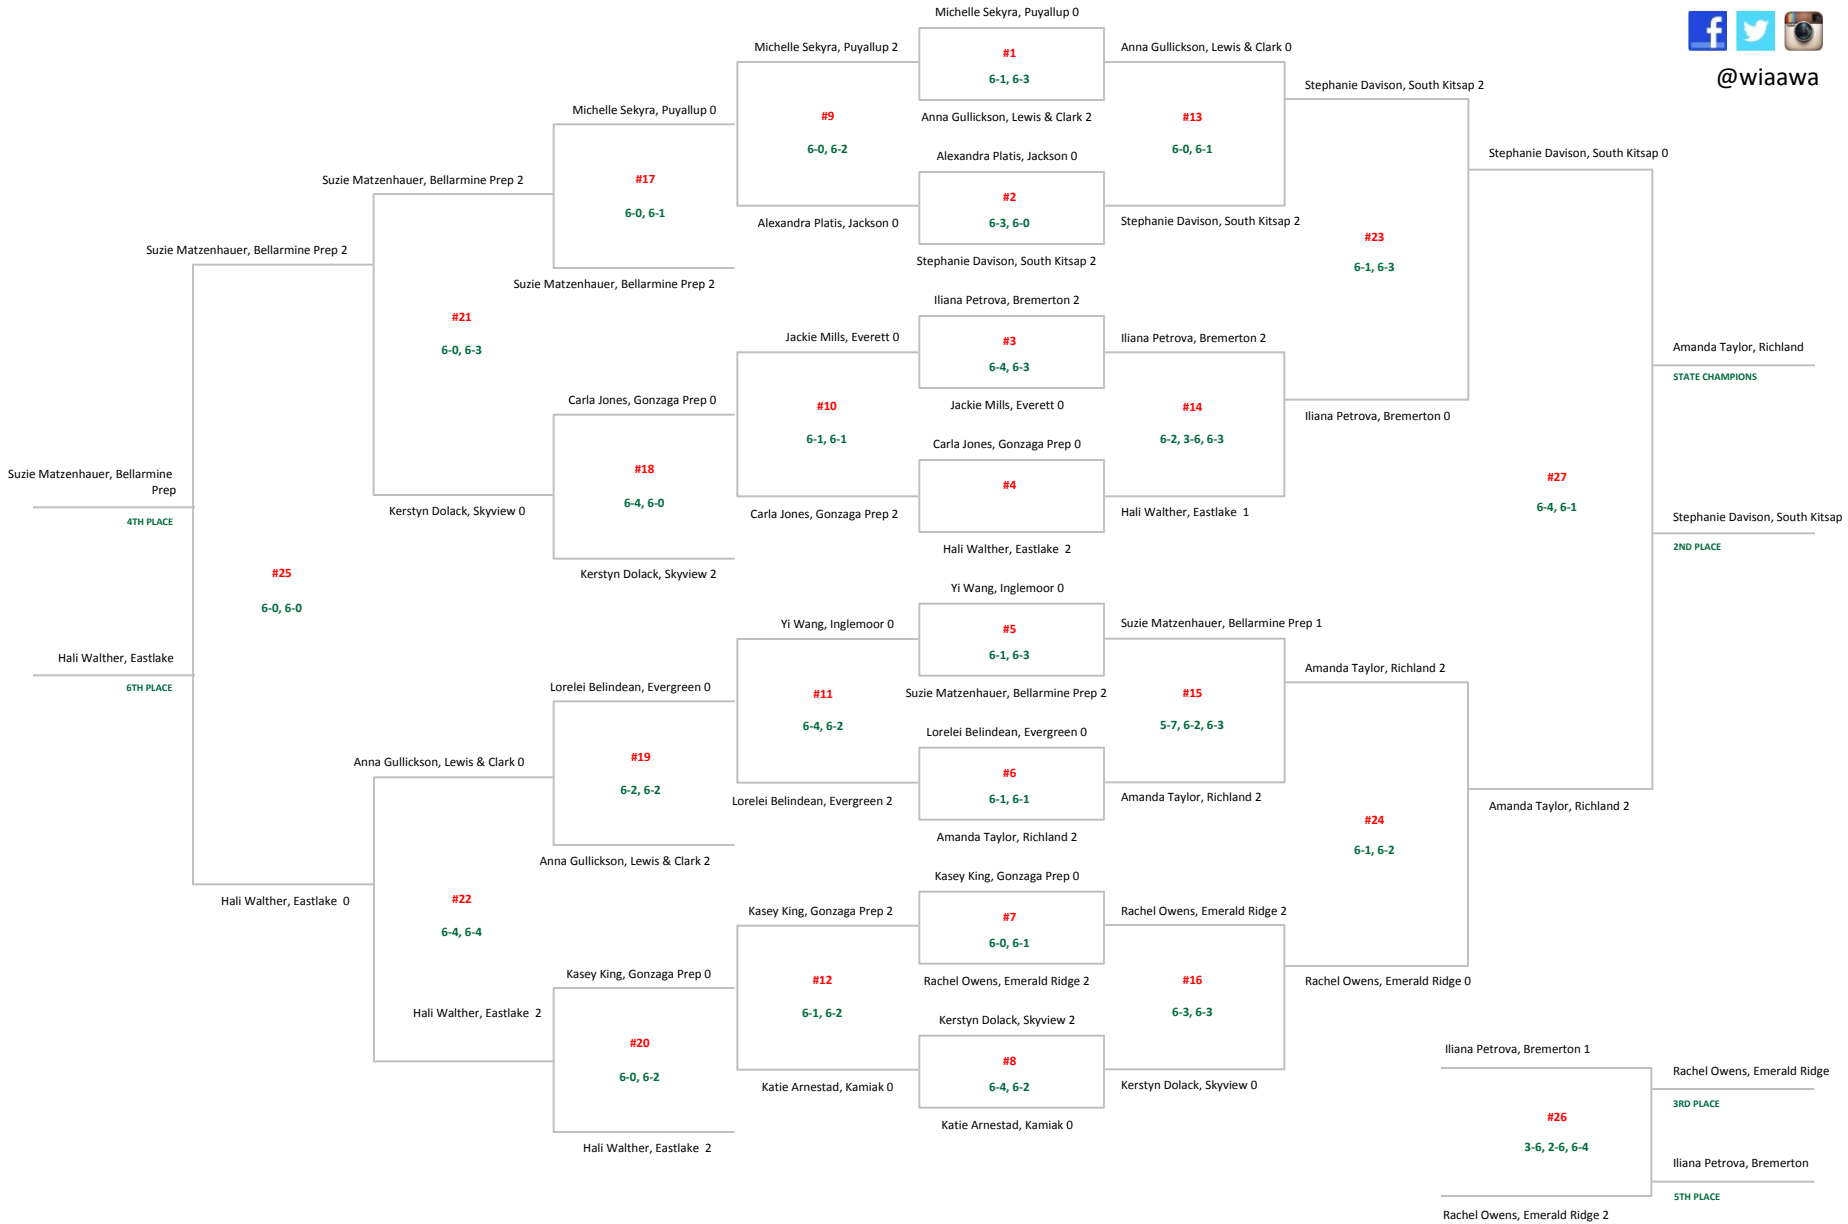 Michelle Sekyra, Puyallup 0
Michelle Sekyra, Puyallup 2
#1
Anna Gullickson, Lewis & Clark 0
6-1, 6-3
@wiaawa
Stephanie Davison, South Kitsap 2
Michelle Sekyra, Puyallup 0
#9
Anna Gullickson, Lewis & Clark 2
#13
6-0, 6-2
6-0, 6-1
Alexandra Platis, Jackson 0
Stephanie Davison, South Kitsap 0
Suzie Matzenhauer, Bellarmine Prep 2
#17
#2
6-0, 6-1
Alexandra Platis, Jackson 0
6-3, 6-0
Stephanie Davison, South Kitsap 2
#23
Suzie Matzenhauer, Bellarmine Prep 2
Stephanie Davison, South Kitsap 2
6-1, 6-3
Suzie Matzenhauer, Bellarmine Prep 2
Iliana Petrova, Bremerton 2
#21
Jackie Mills, Everett 0
#3
Iliana Petrova, Bremerton 2
6-0, 6-3
6-4, 6-3
Amanda Taylor, Richland
STATE CHAMPIONS
Carla Jones, Gonzaga Prep 0
#10
Jackie Mills, Everett 0
#14
Iliana Petrova, Bremerton 0
6-1, 6-1
6-2, 3-6, 6-3
Carla Jones, Gonzaga Prep 0
Suzie Matzenhauer, Bellarmine
Prep
#18
#4
#27
4TH PLACE
Kerstyn Dolack, Skyview 0
6-4, 6-0
Carla Jones, Gonzaga Prep 2
Hali Walther, Eastlake 1
6-4, 6-1
Stephanie Davison, South Kitsap
2ND PLACE
Hali Walther, Eastlake 2
#25
Kerstyn Dolack, Skyview 2
6-0, 6-0
Yi Wang, Inglemoor 0
Yi Wang, Inglemoor 0
#5
Suzie Matzenhauer, Bellarmine Prep 1
6-1, 6-3
Hali Walther, Eastlake
6TH PLACE
Amanda Taylor, Richland 2
Lorelei Belindean, Evergreen 0
#11
Suzie Matzenhauer, Bellarmine Prep 2
#15
6-4, 6-2
5-7, 6-2, 6-3
Lorelei Belindean, Evergreen 0
Anna Gullickson, Lewis & Clark 0
#19
#6
6-2, 6-2
Lorelei Belindean, Evergreen 2
6-1, 6-1
Amanda Taylor, Richland 2
Amanda Taylor, Richland 2
#24
Amanda Taylor, Richland 2
6-1, 6-2
Anna Gullickson, Lewis & Clark 2
Kasey King, Gonzaga Prep 0
Hali Walther, Eastlake 0
#22
Kasey King, Gonzaga Prep 2
#7
Rachel Owens, Emerald Ridge 2
6-4, 6-4
6-0, 6-1
Kasey King, Gonzaga Prep 0
#12
Rachel Owens, Emerald Ridge 2
#16
Rachel Owens, Emerald Ridge 0
Hali Walther, Eastlake 2
6-1, 6-2
6-3, 6-3
Kerstyn Dolack, Skyview 2
#20
#8
Iliana Petrova, Bremerton 1
6-0, 6-2
Katie Arnestad, Kamiak 0
6-4, 6-2
Kerstyn Dolack, Skyview 0
Rachel Owens, Emerald Ridge
3RD PLACE
Katie Arnestad, Kamiak 0
#26
Hali Walther, Eastlake 2
3-6, 2-6, 6-4
Iliana Petrova, Bremerton
5TH PLACE
Rachel Owens, Emerald Ridge 2